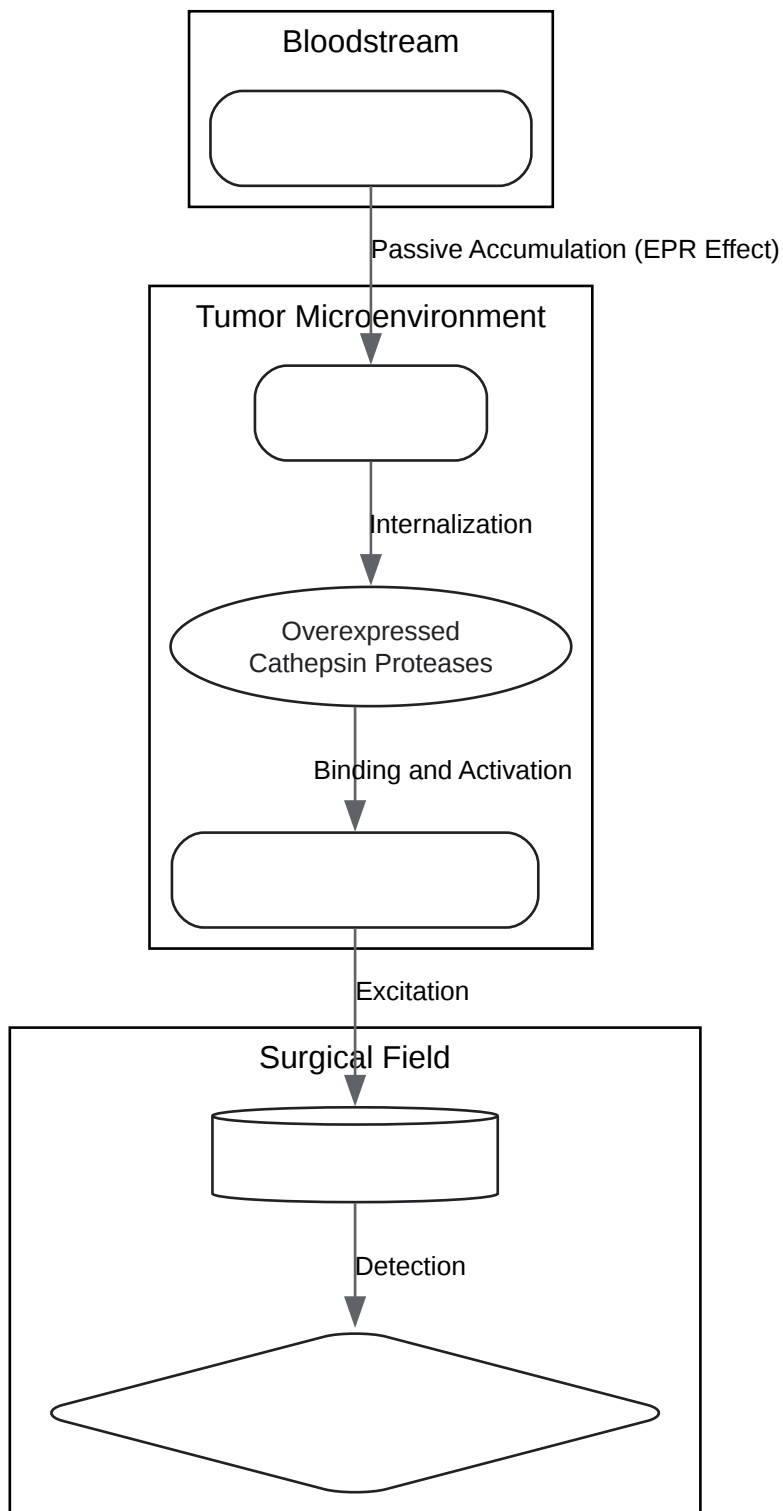 Bloodstream
Passive Accumulation (EPR Effect)
Tumor Microenvironment
Internalization
Overexpressed
Cathepsin Proteases
Binding and Activation
Excitation
Surgical Field
Detection